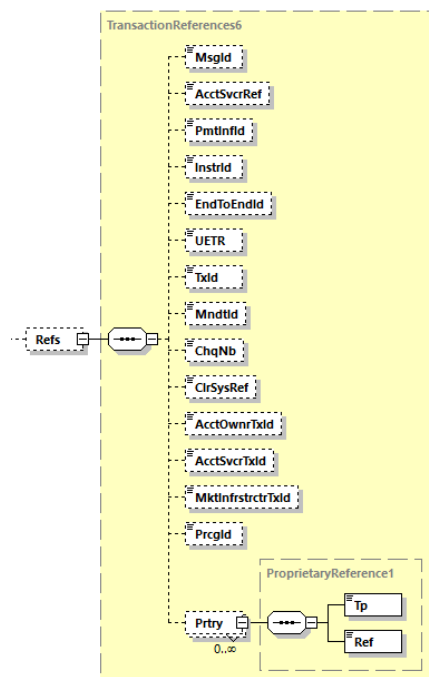 TransactionReferences6
MsgId
AcctSvcrRef
PmtInfId
InstrId
EndToEndId
UETR
TxId
MndtId
Refs
ChqNb
ClrSysRef
AcctOwnrTxId
AcctSvcrTxId
MktInfrstrctrTxId
PrcgId
ProprietaryReference1
Tp
Prtry
Ref
0..∞